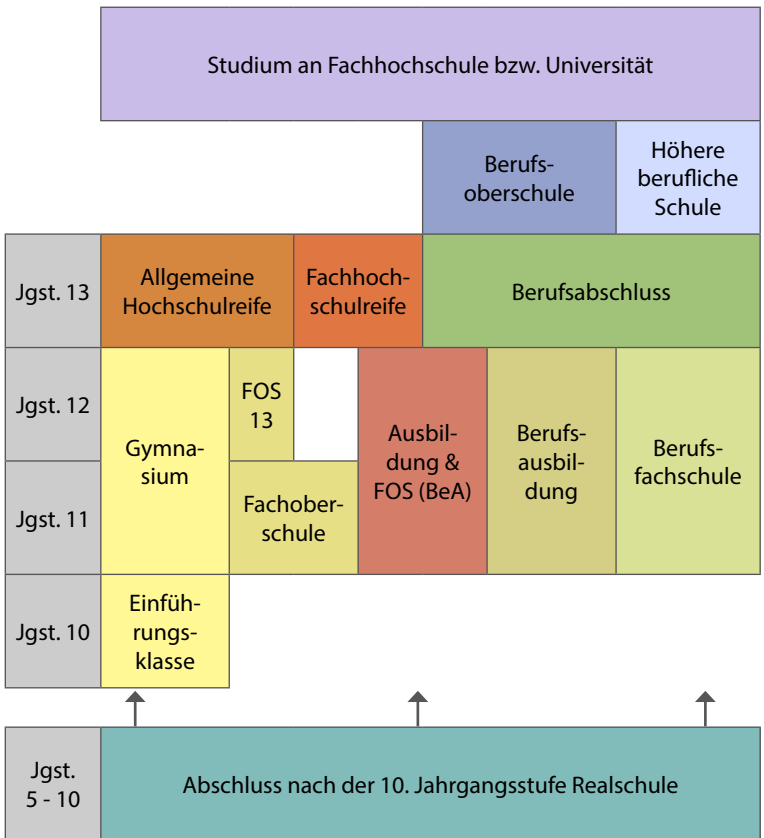 Studium an Fachhochschule bzw. Universität
Berufs-
oberschule
Höhere
berufliche
Schule
Jgst. 13
Allgemeine
Hochschulreife
Fachhoch-
schulreife
Berufsabschluss
Jgst. 12
Gymna-
sium
FOS
13
Ausbil-
dung &
FOS (BeA)
Berufs-
ausbil-
dung
Berufs-
fachschule
Jgst. 11
Fachober-
schule
Jgst. 10
Einfüh-
rungs-
klasse
Jgst.
5 - 10
Abschluss nach der 10. Jahrgangsstufe Realschule